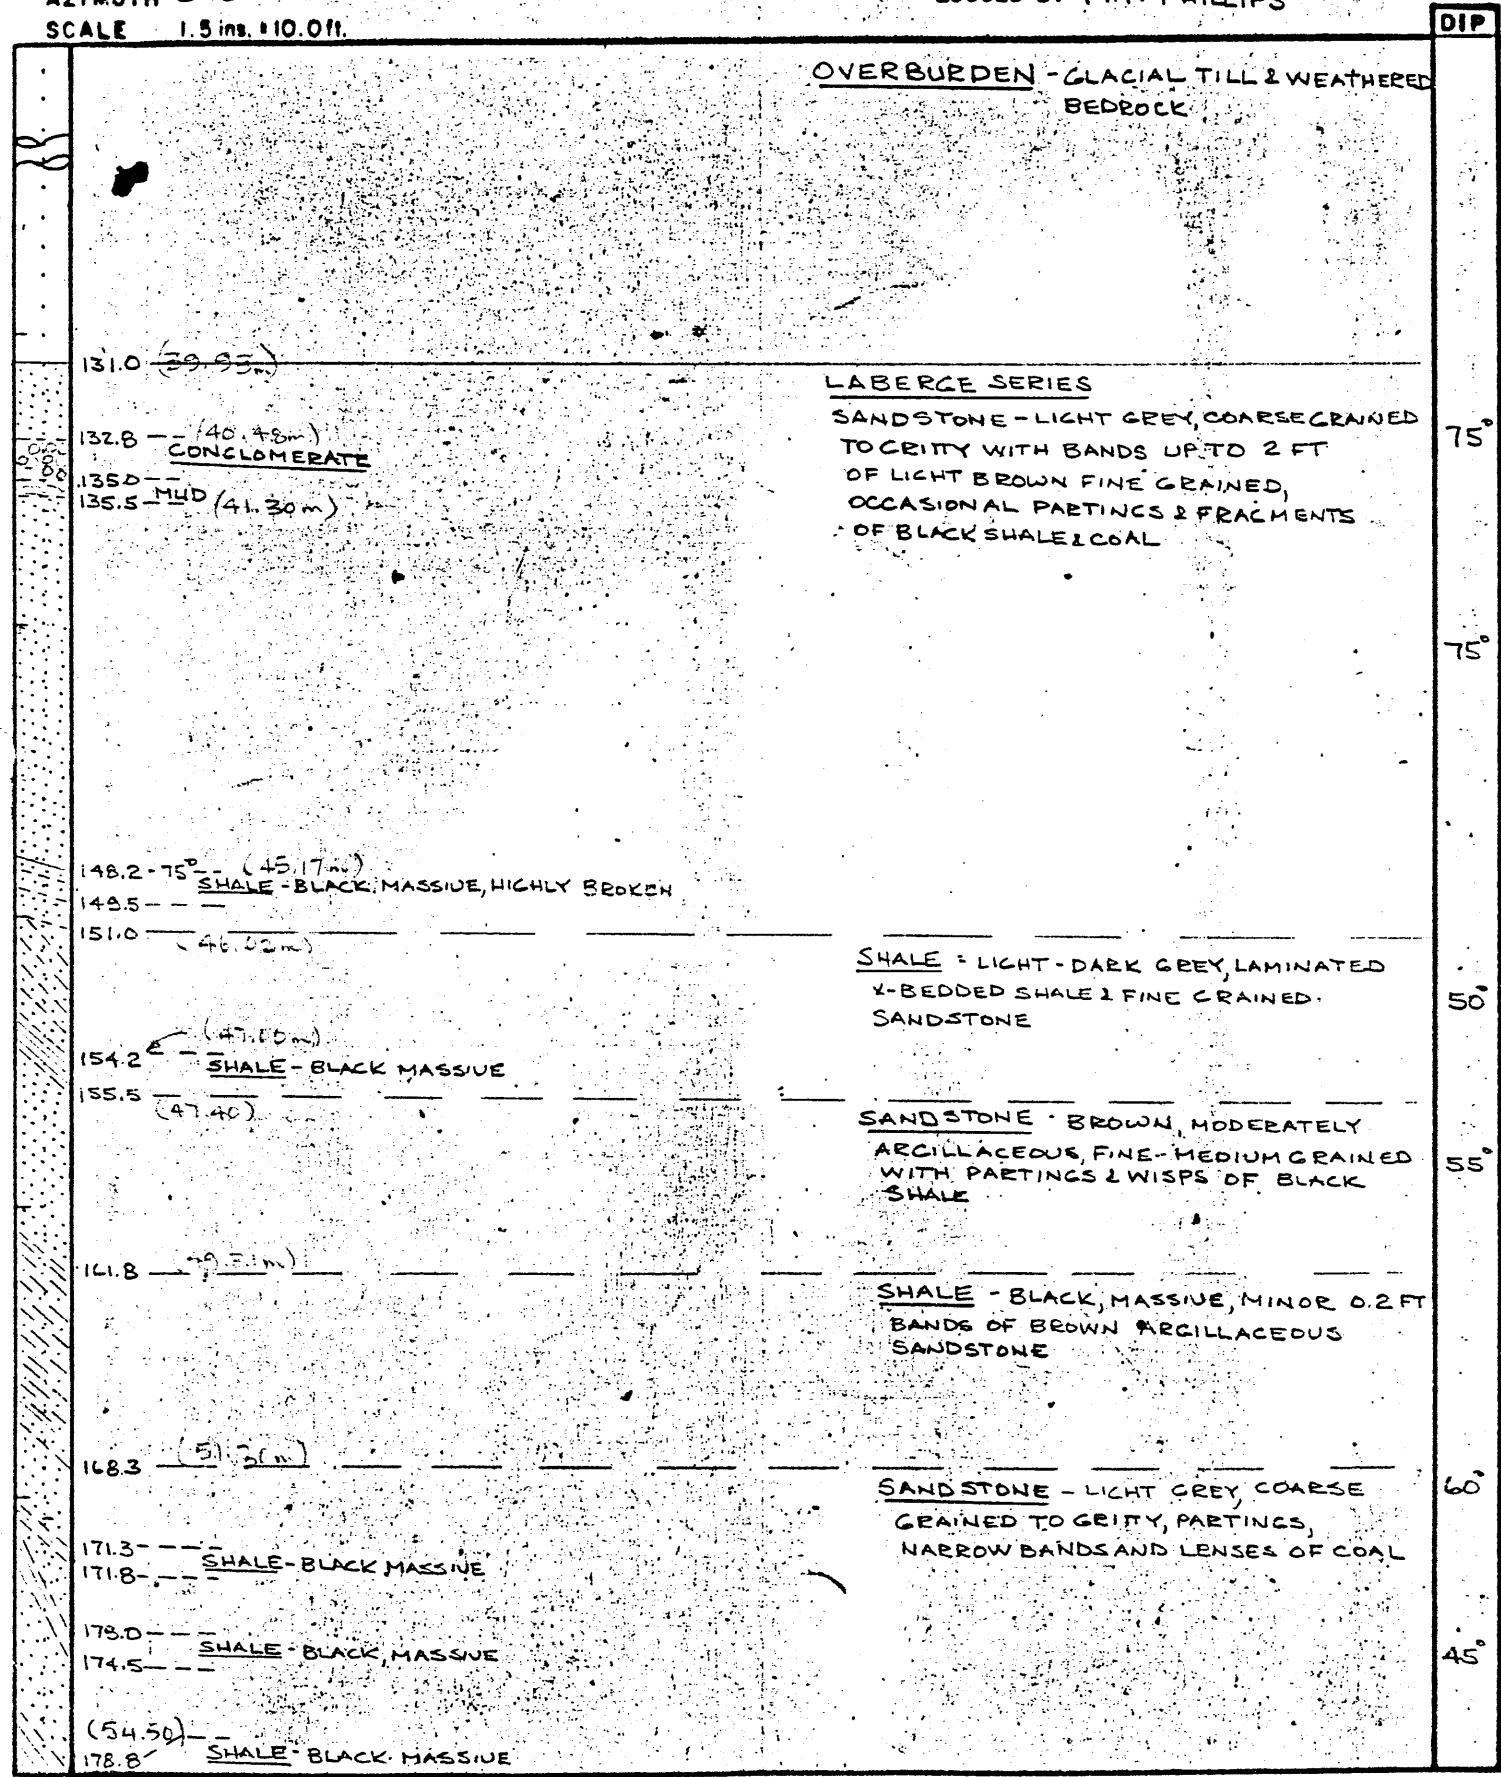 SCALE 1.5 ins. = 10.0 ft.
DIP
OVERBURDEN - GLACIAL TILL & WEATHERED
BEDROCK
131.0 (39.93m)
LABERGE SERIES
SANDSTONE - LIGHT GREY, COARSE GRAINED
132.8 (40.48m)
75°
CONGLOMERATE
TO GRITTY WITH BANDS UP TO 2 FT
135.0
OF LIGHT BROWN FINE GRAINED,
135.5 MUD (41.30m)
OCCASIONAL PARTINGS & FRAGMENTS
OF BLACK SHALE & COAL
75°
148.2 - 75° (45.17m)
SHALE - BLACK, MASSIVE, HIGHLY BROKEN
149.5
151.0
(46.02m)
SHALE - LIGHT-DARK GREY, LAMINATED
X-BEDDED SHALE & FINE GRAINED
50°
SANDSTONE
(47.00m)
154.2
SHALE - BLACK MASSIVE
155.5
(47.40)
SANDSTONE - BROWN, MODERATELY
ARGILLACEOUS, FINE-MEDIUM GRAINED
55°
WITH PARTINGS & WISPS OF BLACK
SHALE
161.8
SHALE - BLACK, MASSIVE, MINOR 0.2 FT
BANDS OF BROWN ARGILLACEOUS
SANDSTONE
168.3
SANDSTONE - LIGHT GREY, COARSE
60°
GRAINED TO GRITTY, PARTINGS,
NARROW BANDS AND LENSES OF COAL
171.3
SHALE - BLACK MASSIVE
171.8
173.0
SHALE - BLACK, MASSIVE
174.5
45°
(54.50)
178.8
SHALE - BLACK MASSIVE